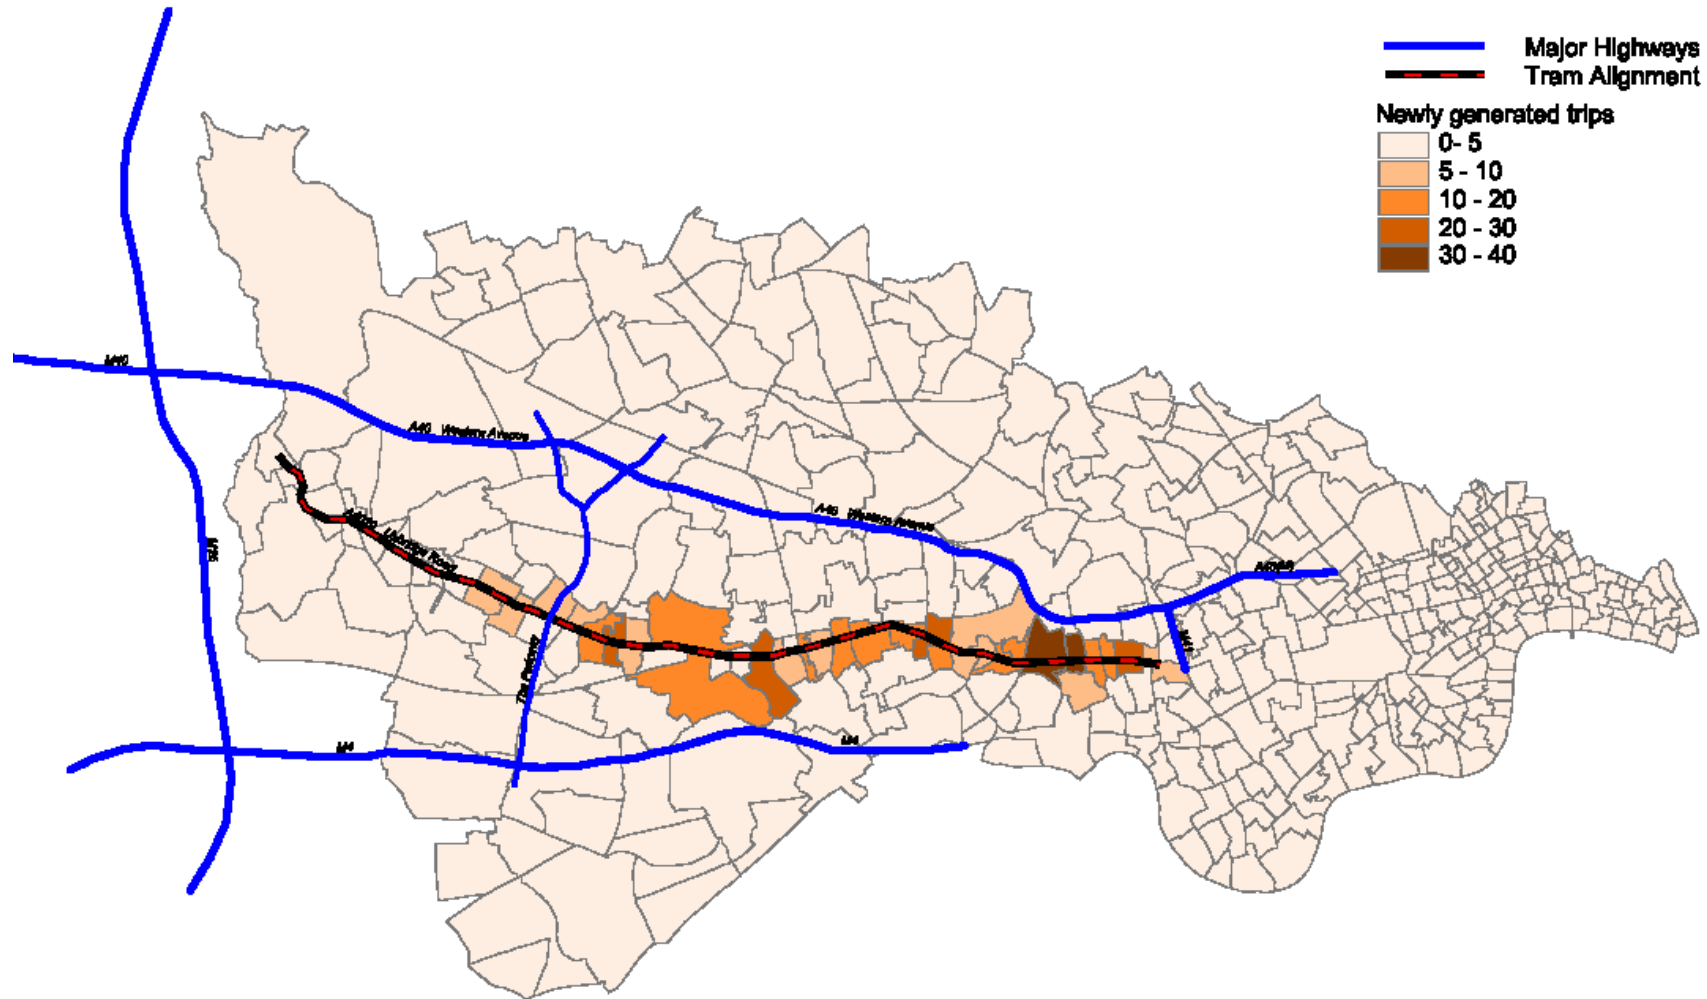 Major Highways
Tram Alignment
Newly generated trips
0- 5
5 - 10
10 - 20
20 - 30
30 - 40
M40
A40 Western Avenue
A40 Western Avenue
Uxbridge Road
M25
The Parkway
M41
M4
M4